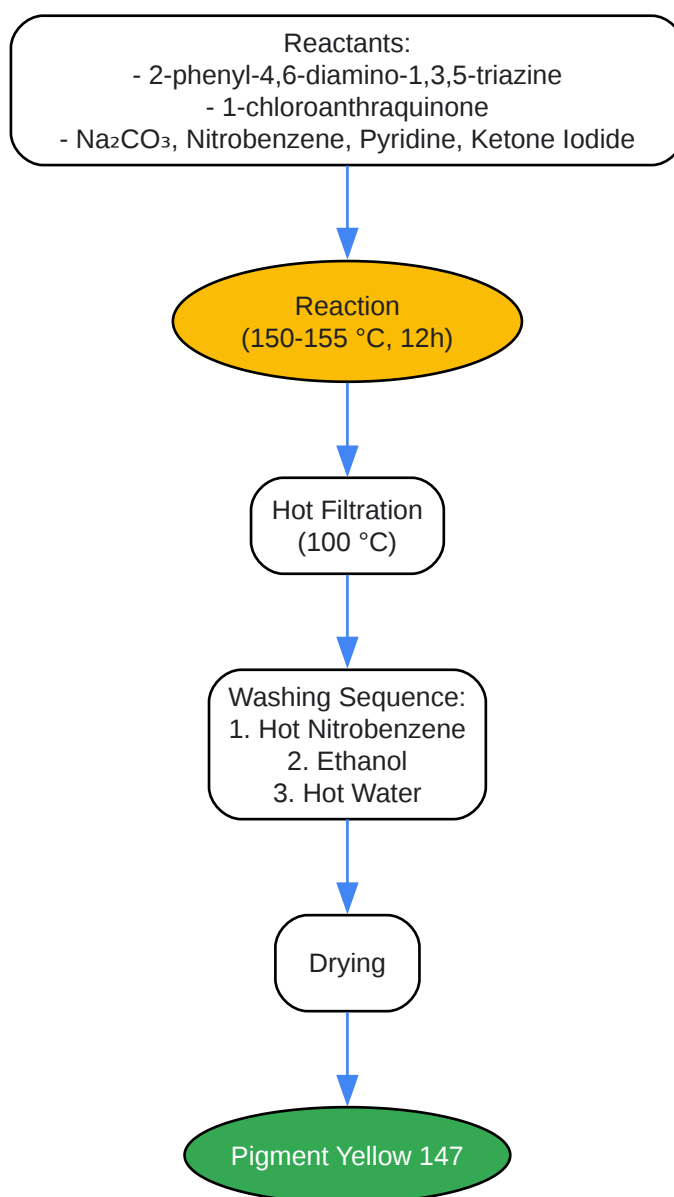 Reactants:
- 2-phenyl-4,6-diamino-1,3,5-triazine
- 1-chloroanthraquinone
- Na₂CO₃, Nitrobenzene, Pyridine, Ketone Iodide
Reaction
(150-155 °C, 12h)
Hot Filtration
(100 °C)
Washing Sequence:
1. Hot Nitrobenzene
2. Ethanol
3. Hot Water
Drying
Pigment Yellow 147